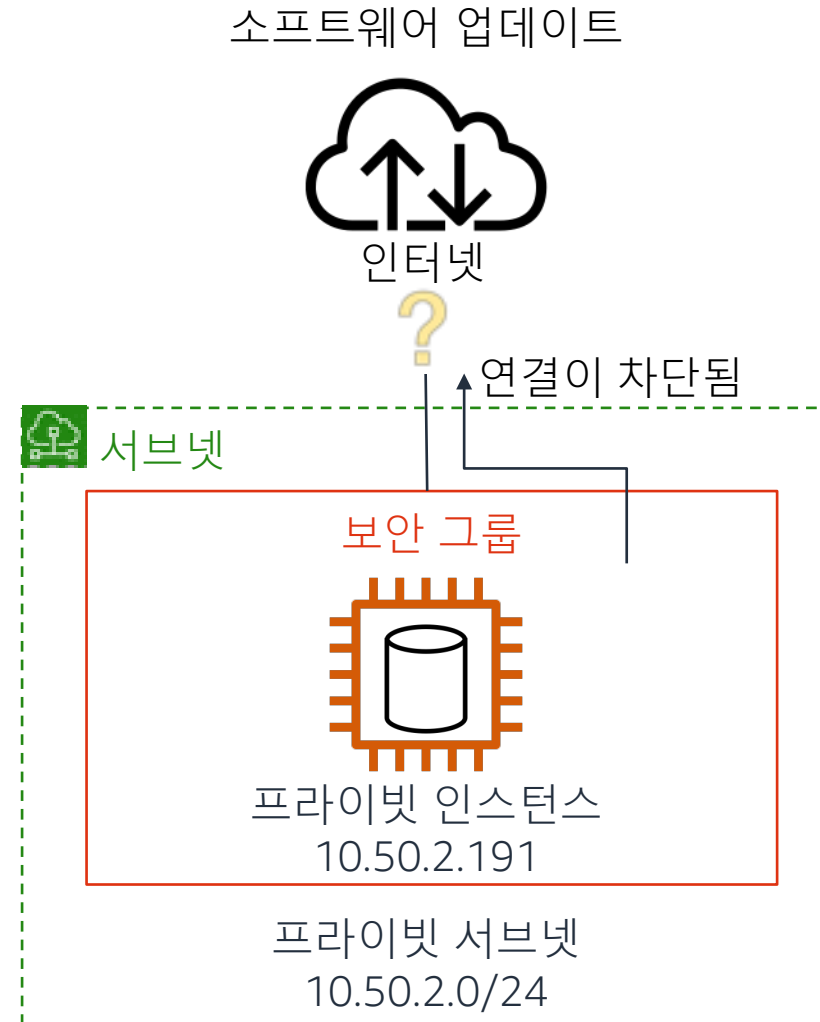 소프트웨어 업데이트
인터넷
?
연결이 차단됨
서브넷
보안 그룹
프라이빗 인스턴스
10.50.2.191
프라이빗 서브넷
10.50.2.0/24